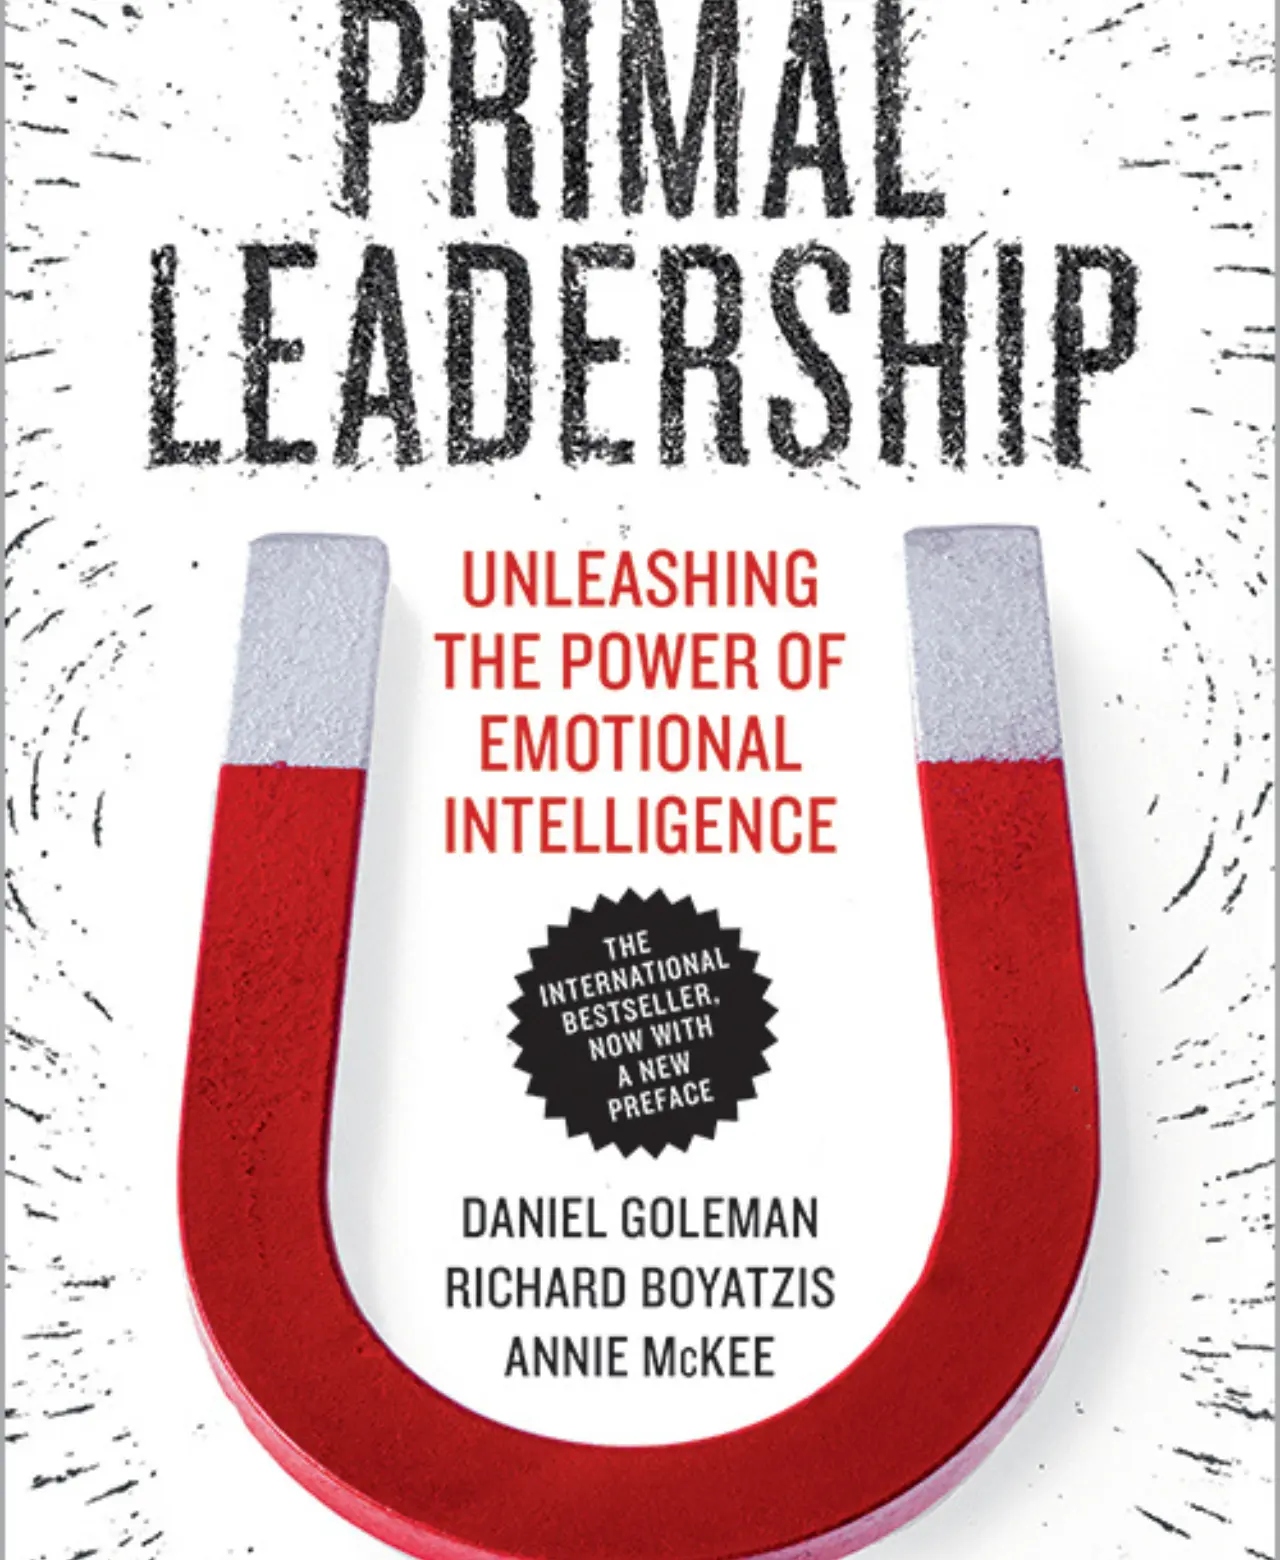 PRIMAL
LEADERSHIP
UNLEASHING
THE POWER OF
EMOTIONAL
INTELLIGENCE
THE
INTERNATIONAL
BESTSELLER,
NOW WITH
A NEW
PREFACE
DANIEL GOLEMAN
RICHARD BOYATZIS
ANNIE McKEE